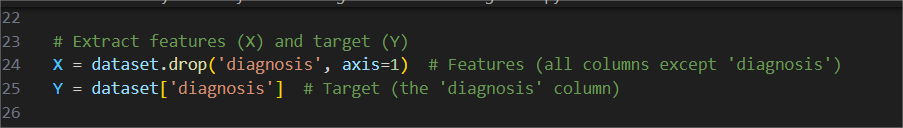 22
23 # Extract features (X) and target (Y)
24 X = dataset.drop('diagnosis', axis=1)  # Features (all columns except 'diagnosis')
25 Y = dataset['diagnosis']  # Target (the 'diagnosis' column)
26